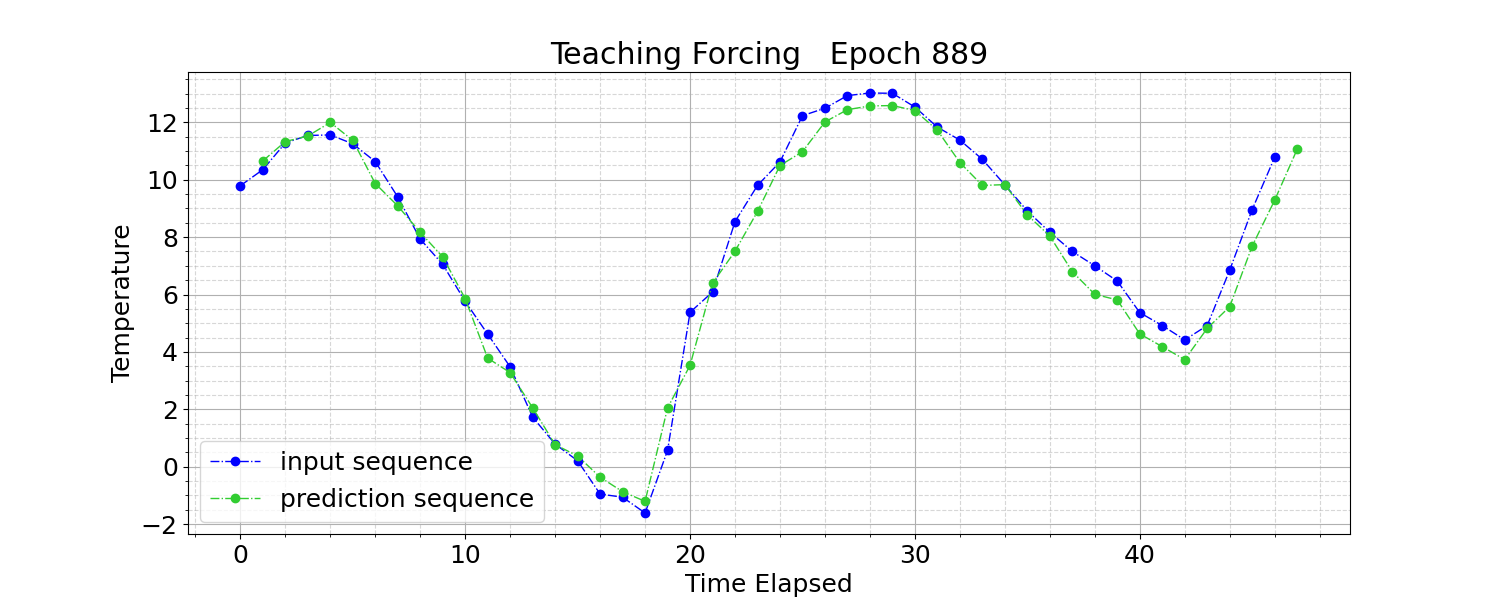 Teaching Forcing   Epoch 889
Temperature
12
10
8
6
4
2
0
−2
input sequence
prediction sequence
0 10 20 30 40
Time Elapsed